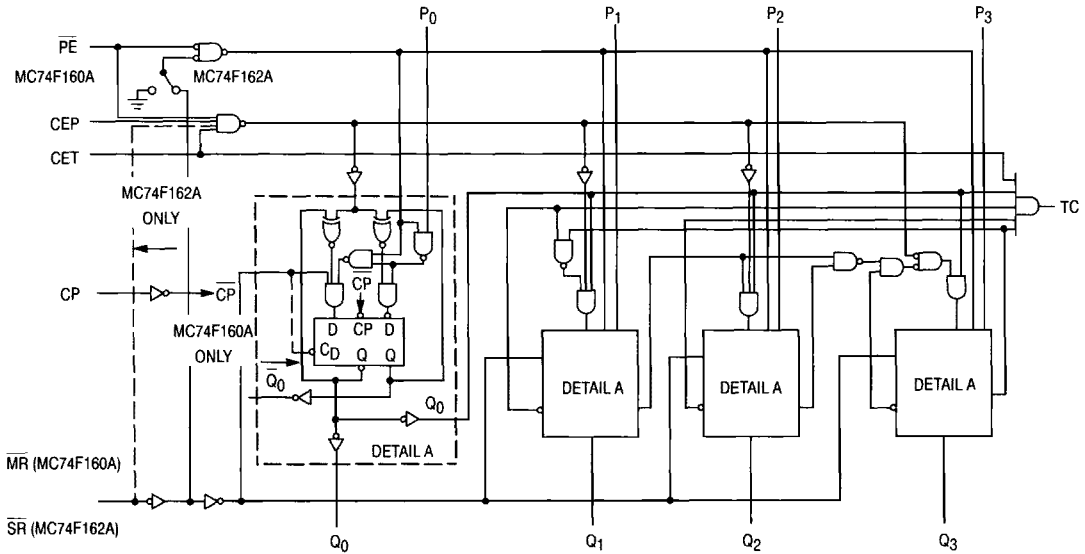 P0
P1
P2
P3
PE
MC74F160A
MC74F162A
CEP
CET
MC74F162A
ONLY
TC
CP
CP
CP
MC74F160A
ONLY
D CP D
CD Q Q
Q0
Q0
DETAIL A
DETAIL A
DETAIL A
DETAIL A
MR (MC74F160A)
SR (MC74F162A)
Q0
Q1
Q2
Q3